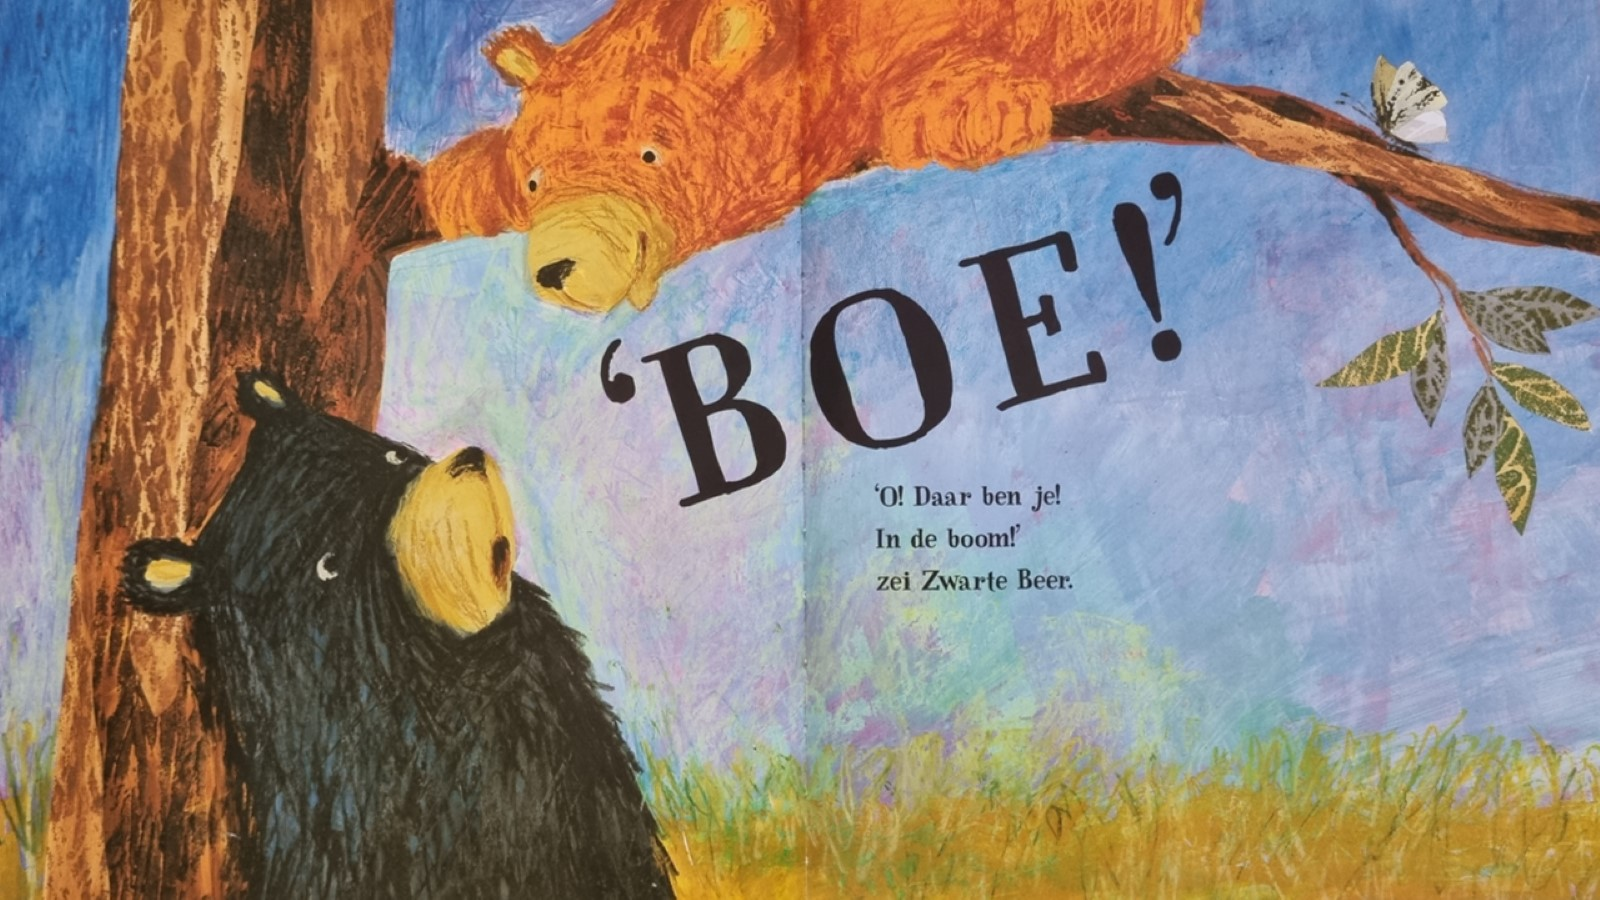 ‘BOE!’
‘O! Daar ben je!
In de boom!’
zei Zwarte Beer.